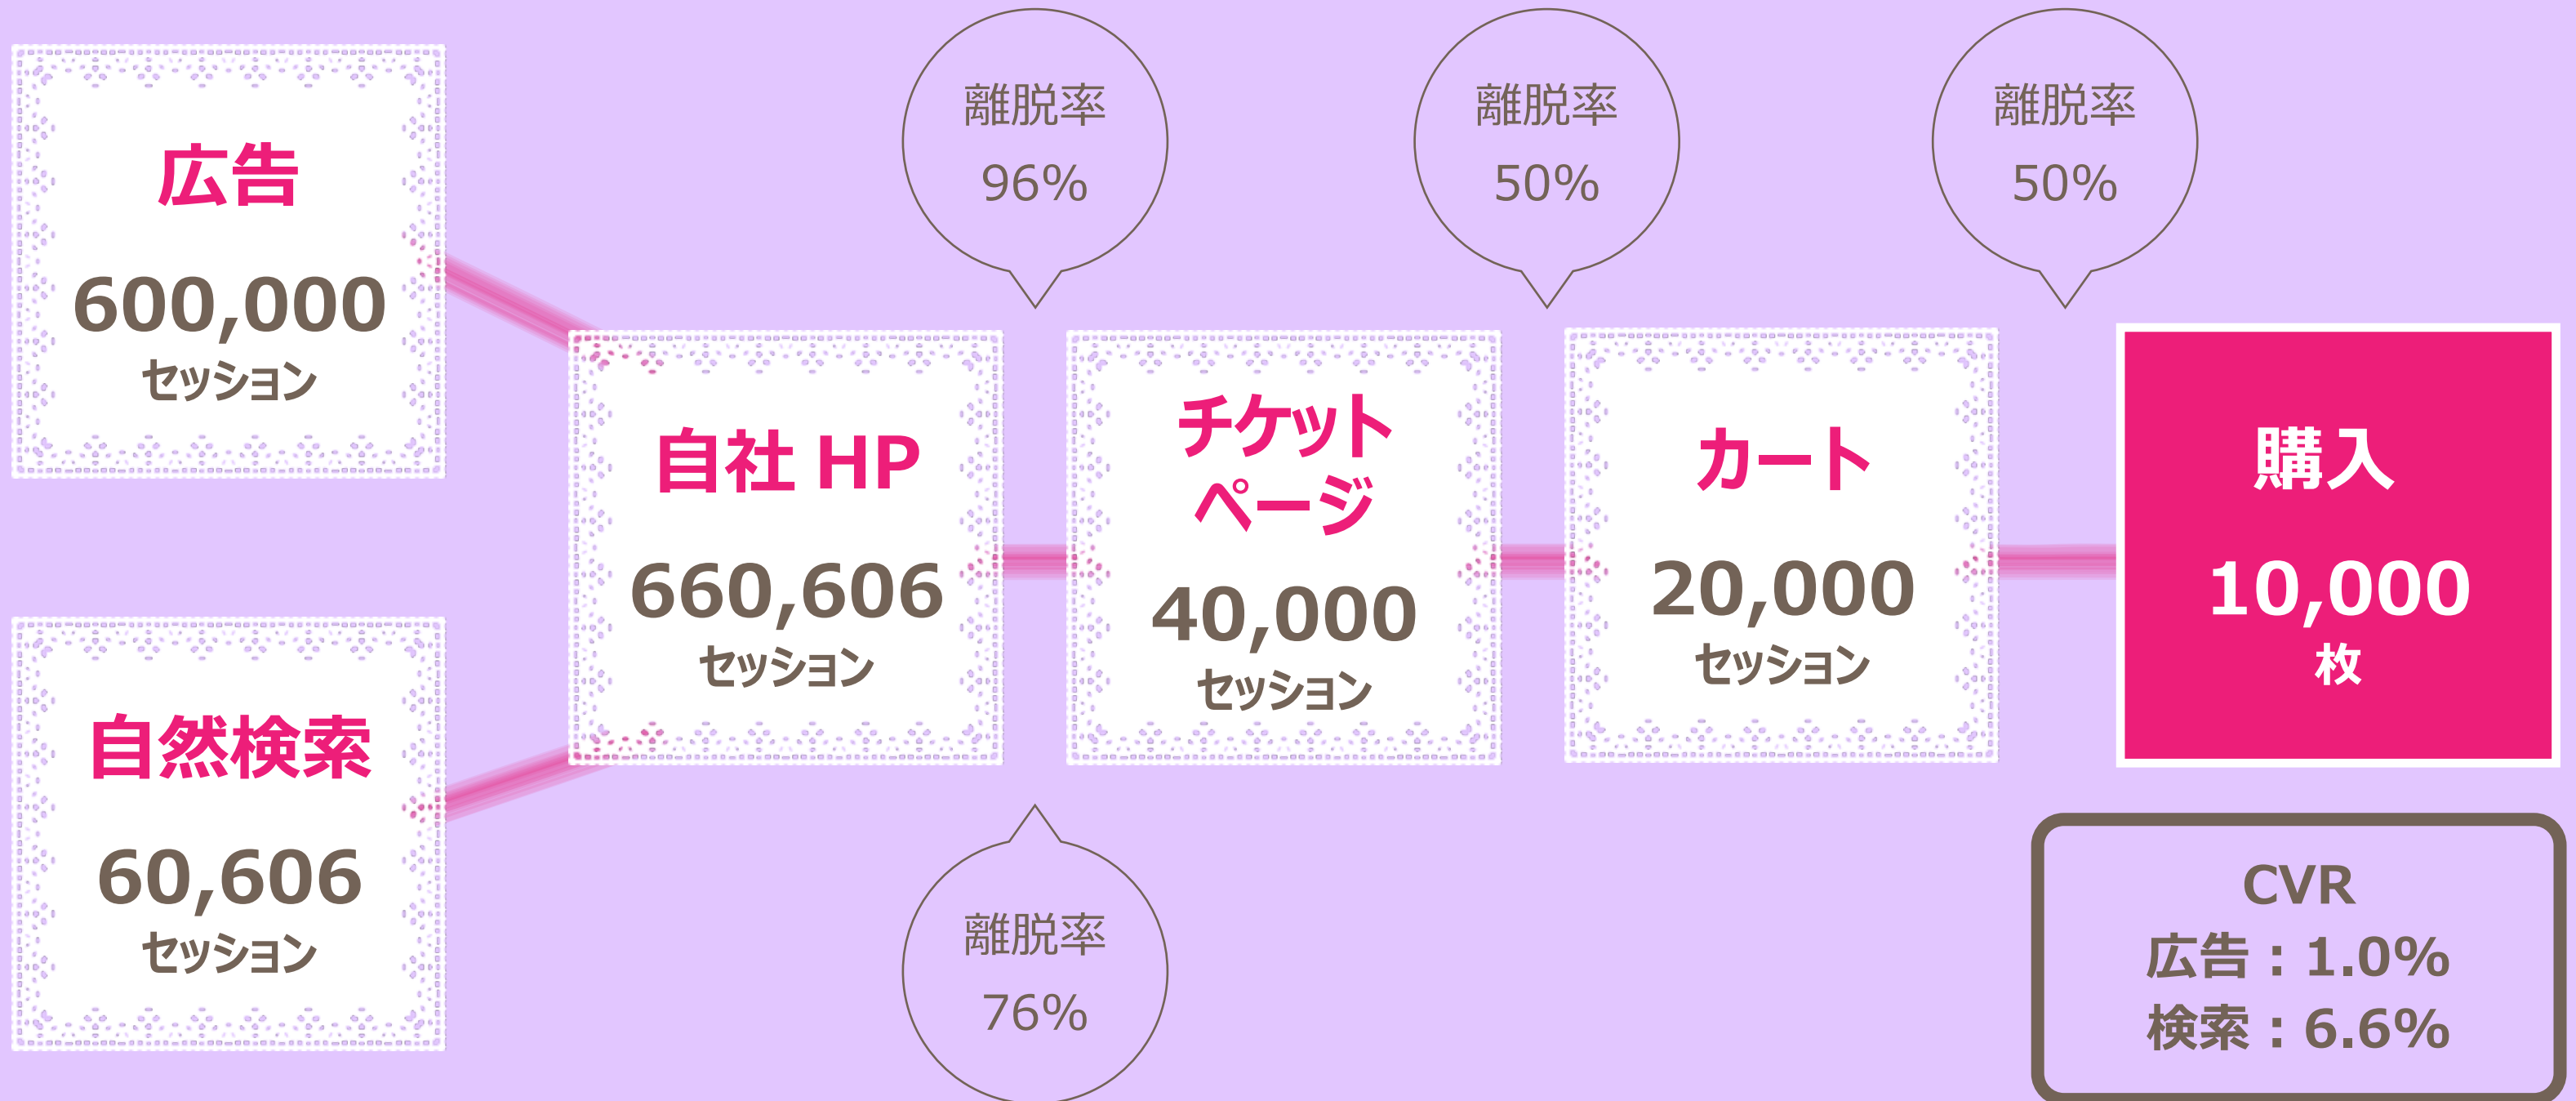 広告
600,000
セッション
自然検索
60,606
セッション
自社 HP
660,606
セッション
離脱率
96%
離脱率
76%
チケット
ページ
40,000
セッション
離脱率
50%
カート
20,000
セッション
離脱率
50%
購入
10,000
枚
CVR
広告：1.0%
検索：6.6%